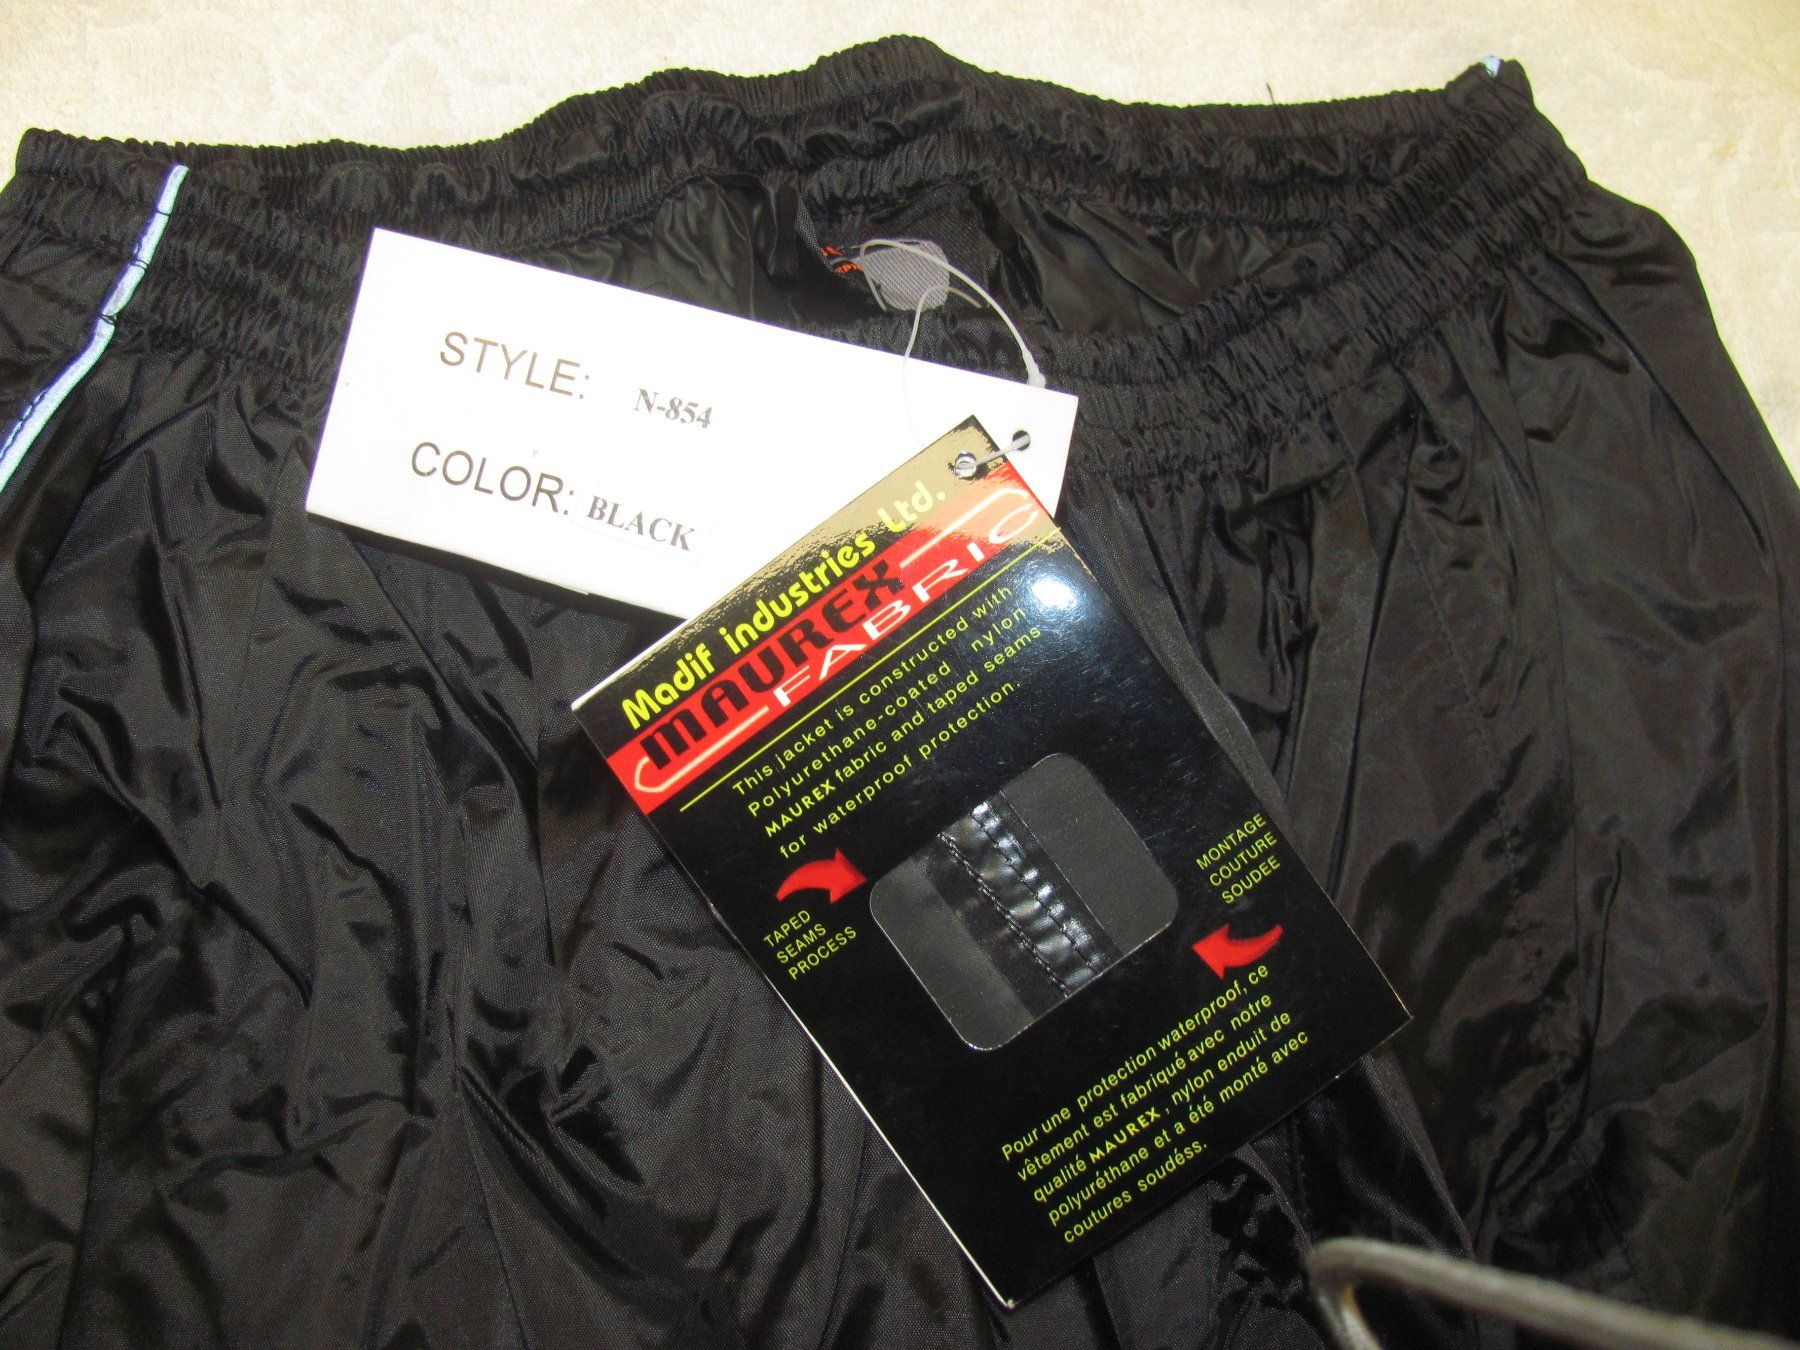 STYLE: N-854
COLOR: BLACK
Madif industries Ltd.
MAUREX
FABRIC
This jacket is constructed with
Polyurethane-coated nylon
MAUREX fabric and taped seams
for waterproof protection.
TAPED
SEAMS
PROCESS
MONTAGE
COUTURE
SOUDEE
Pour une protection waterproof, ce
vêtement est fabriqué avec notre
qualité MAUREX, nylon enduit de
polyuréthane et a été monté avec
coutures soudéss.